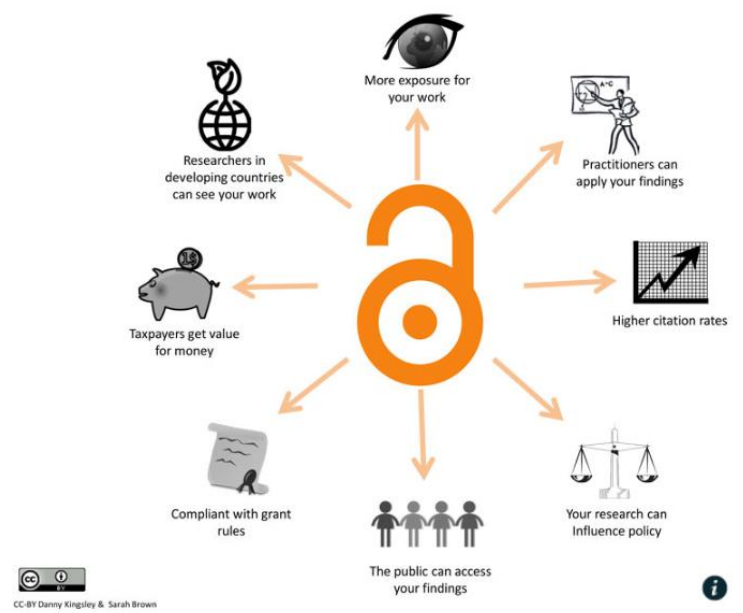 More exposure for
your work
Practitioners can
apply your findings
Higher citation rates
Your research can
Influence policy
The public can access
your findings
Compliant with grant
rules
Taxpayers get value
for money
Researchers in
developing countries
can see your work
cc
BY
CC-BY Danny Kingsley & Sarah Brown
i